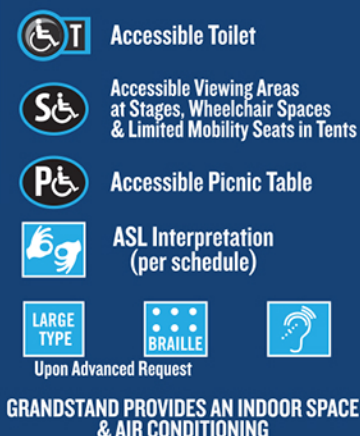 T Accessible Toilet
S Accessible Viewing Areas
at Stages, Wheelchair Spaces
& Limited Mobility Seats in Tents
P Accessible Picnic Table
ASL Interpretation
(per schedule)
LARGE
TYPE
BRAILLE
Upon Advanced Request
GRANDSTAND PROVIDES AN INDOOR SPACE
& AIR CONDITIONING